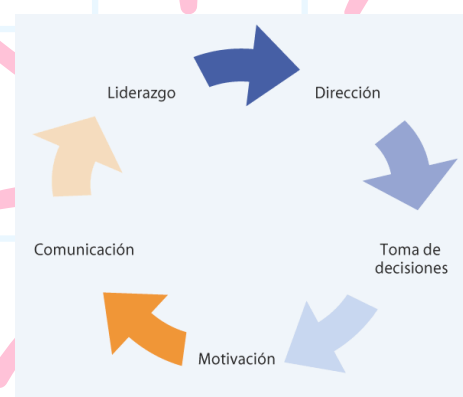 Liderazgo
Dirección
Toma de
decisiones
Motivación
Comunicación